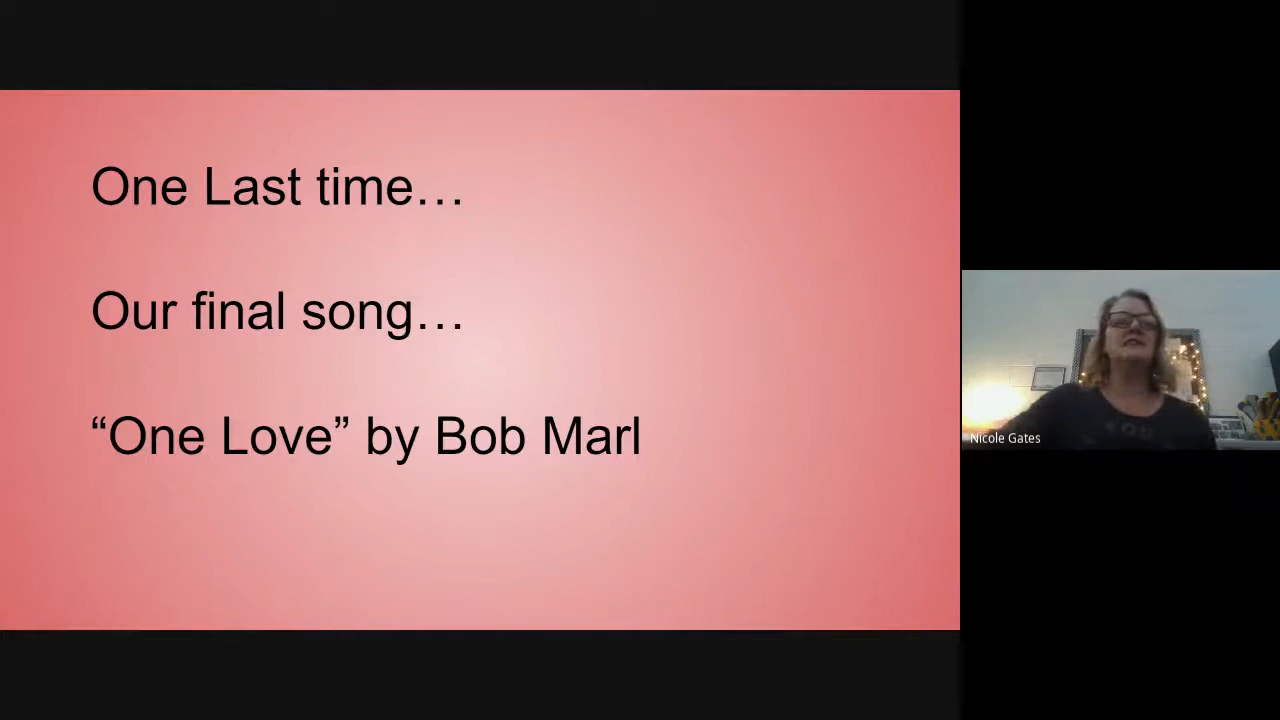 One Last time…
Our final song…
“One Love” by Bob Marl
Nicole Gates